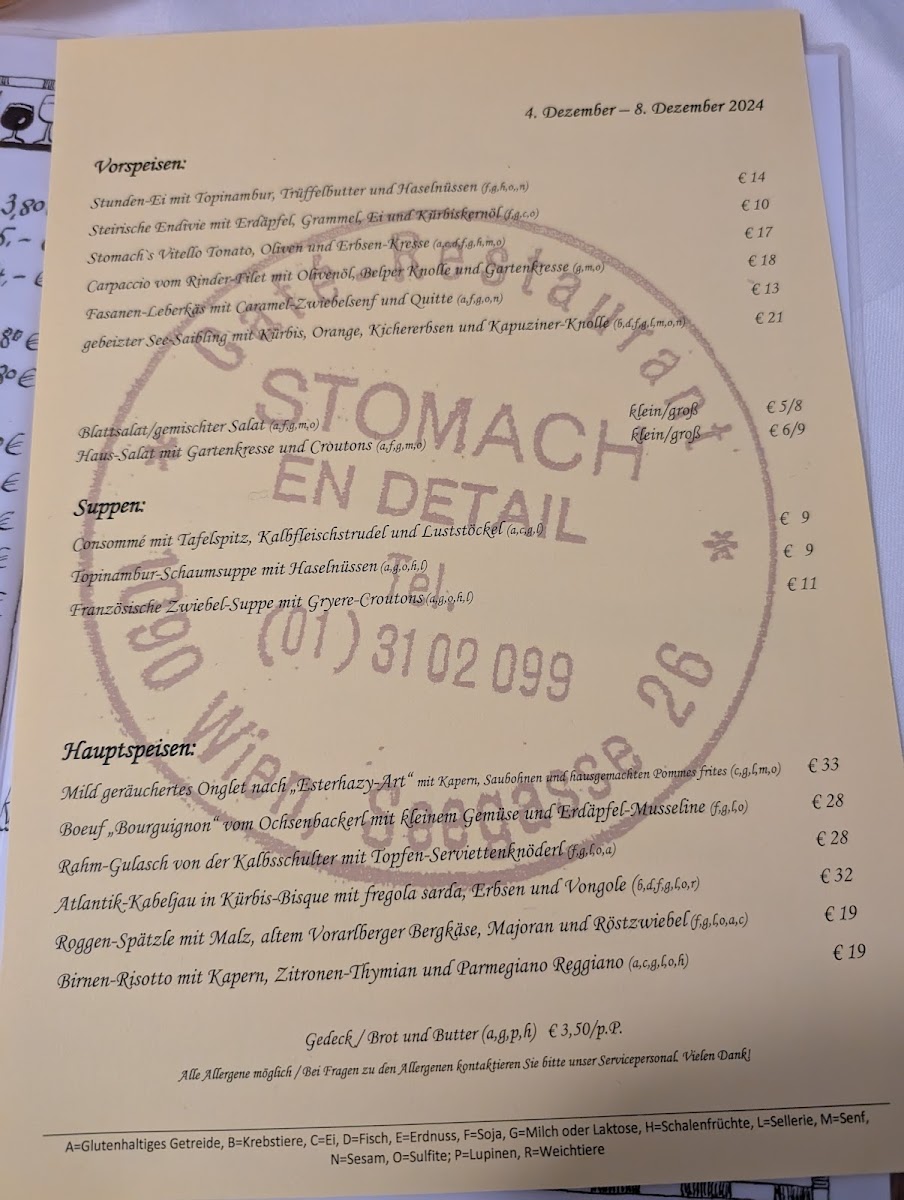 3,80
5,-
,- €
80 €
80 €
€
€
€
4. Dezember – 8. Dezember 2024
Vorspeisen:
Stunden-Ei mit Topinambur, Trüffelbutter und Haselnüssen (f,g,h,o,,n) € 14
Steirische Endivie mit Erdäpfel, Grammel, Ei und Kürbiskernöl (f,g,c,o) € 10
Stomach`s Vitello Tonato, Oliven und Erbsen-Kresse (a,c,d,f,g,h,m,o) € 17
Carpaccio vom Rinder-Filet mit Olivenöl, Belper Knolle und Gartenkresse (g,m,o) € 18
Fasanen-Leberkäs mit Caramel-Zwiebelsenf und Quitte (a,f,g,o,n) € 13
gebeizter See-Saibling mit Kürbis, Orange, Kichererbsen und Kapuziner-Knolle (b,d,f,g,l,m,o,n) € 21
Blattsalat/gemischter Salat (a,f,g,m,o) klein/groß € 5/8
Haus-Salat mit Gartenkresse und Croutons (a,f,g,m,o) klein/groß € 6/9
Suppen:
Consommé mit Tafelspitz, Kalbfleischstrudel und Luststöckel (a,c,g,l) € 9
Topinambur-Schaumsuppe mit Haselnüssen (a,g,o,h,l) € 9
Französische Zwiebel-Suppe mit Gryere-Croutons (a,g,o,h,l) € 11
Hauptspeisen:
Mild geräuchertes Onglet nach „Esterhazy-Art“ mit Kapern, Saubohnen und hausgemachten Pommes frites (c,g,l,m,o) € 33
Boeuf „Bourguignon“ vom Ochsenbackerl mit kleinem Gemüse und Erdäpfel-Musseline (f,g,l,o) € 28
Rahm-Gulasch von der Kalbsschulter mit Topfen-Serviettenknöderl (f,g,l,o,a) € 28
Atlantik-Kabeljau in Kürbis-Bisque mit fregola sarda, Erbsen und Vongole (b,d,f,g,l,o,r) € 32
Roggen-Spätzle mit Malz, altem Vorarlberger Bergkäse, Majoran und Röstzwiebel (f,g,l,o,a,c) € 19
Birnen-Risotto mit Kapern, Zitronen-Thymian und Parmegiano Reggiano (a,c,g,l,o,h) € 19
Gedeck / Brot und Butter (a,g,p,h) € 3,50/p.P.
Alle Allergene möglich / Bei Fragen zu den Allergenen kontaktieren Sie bitte unser Servicepersonal. Vielen Dank!
A=Glutenhaltiges Getreide, B=Krebstiere, C=Ei, D=Fisch, E=Erdnuss, F=Soja, G=Milch oder Laktose, H=Schalenfrüchte, L=Sellerie, M=Senf,
N=Sesam, O=Sulfite; P=Lupinen, R=Weichtiere
Café-Restaurant
STOMACH
EN DETAIL
Tel.
(01) 31 02 099
* 1090 Wien Seegasse 26 *